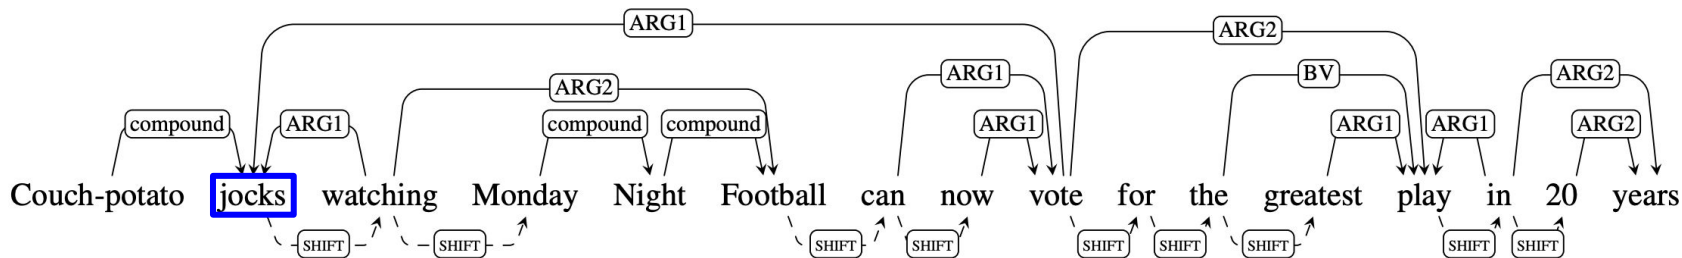 ARG1
ARG2
ARG1 BV ARG2
ARG2
compound ARG1 compound compound ARG1 ARG1 ARG1 ARG2
Couch-potato jocks watching Monday Night Football can now vote for the greatest play in 20 years
SHIFT SHIFT SHIFT SHIFT SHIFT SHIFT SHIFT SHIFT SHIFT